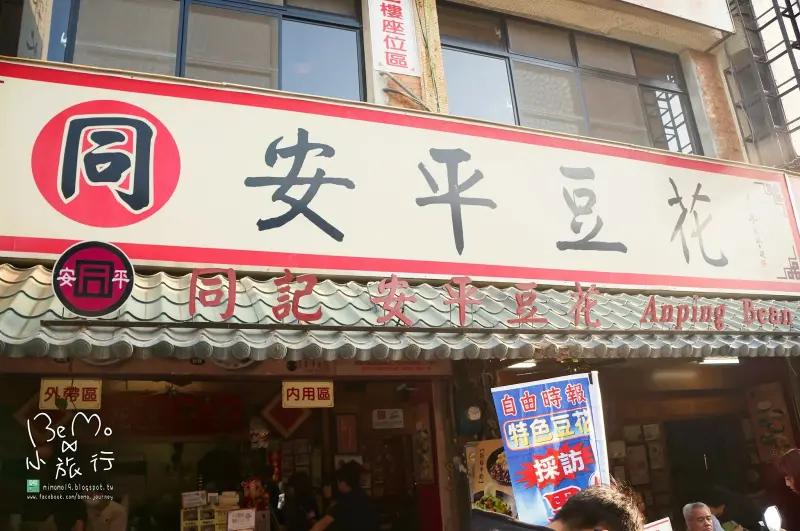 樓座位區
同
安平豆花
安同平
同記安平豆花 Anping Bean
外帶區
内用區
自由時報
特色豆花
採訪
BeMo
小旅行
minomo14.blogspot.tw
www.facebook.com/bemo.journey